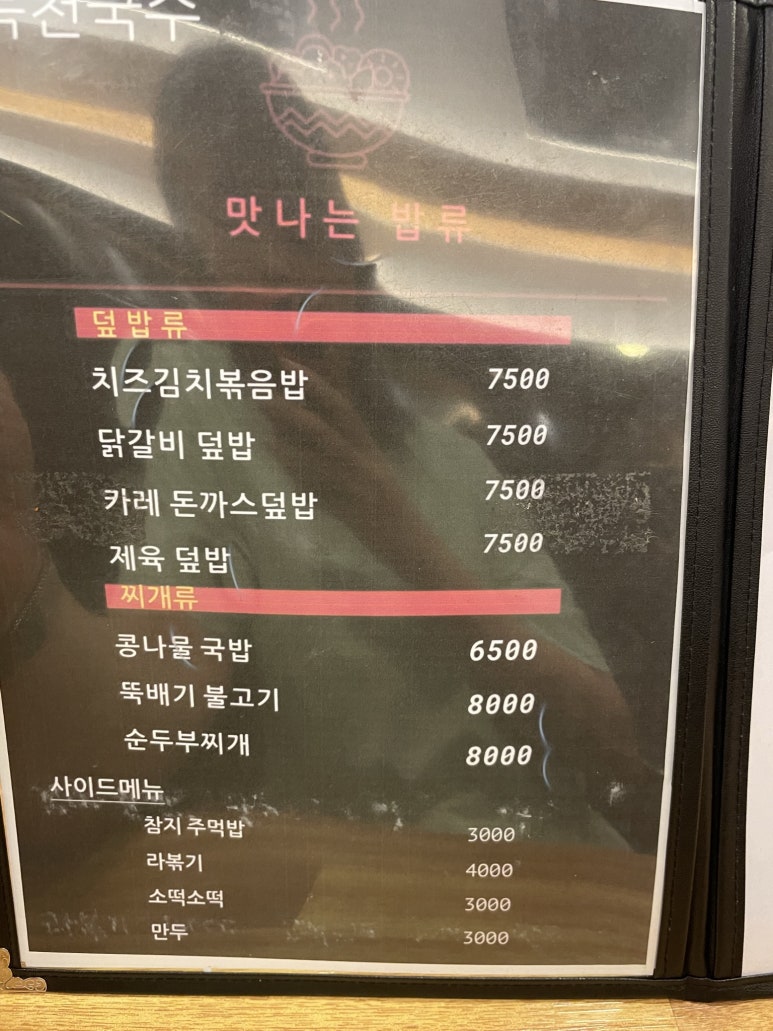 천국수
맛나는 밥류
덮밥류
치즈김치볶음밥 7500
닭갈비 덮밥 7500
카레 돈까스덮밥 7500
제육 덮밥 7500
찌개류
콩나물 국밥 6500
뚝배기 불고기 8000
순두부찌개 8000
사이드메뉴
참지 주먹밥 3000
라볶기 4000
소떡소떡 3000
만두 3000